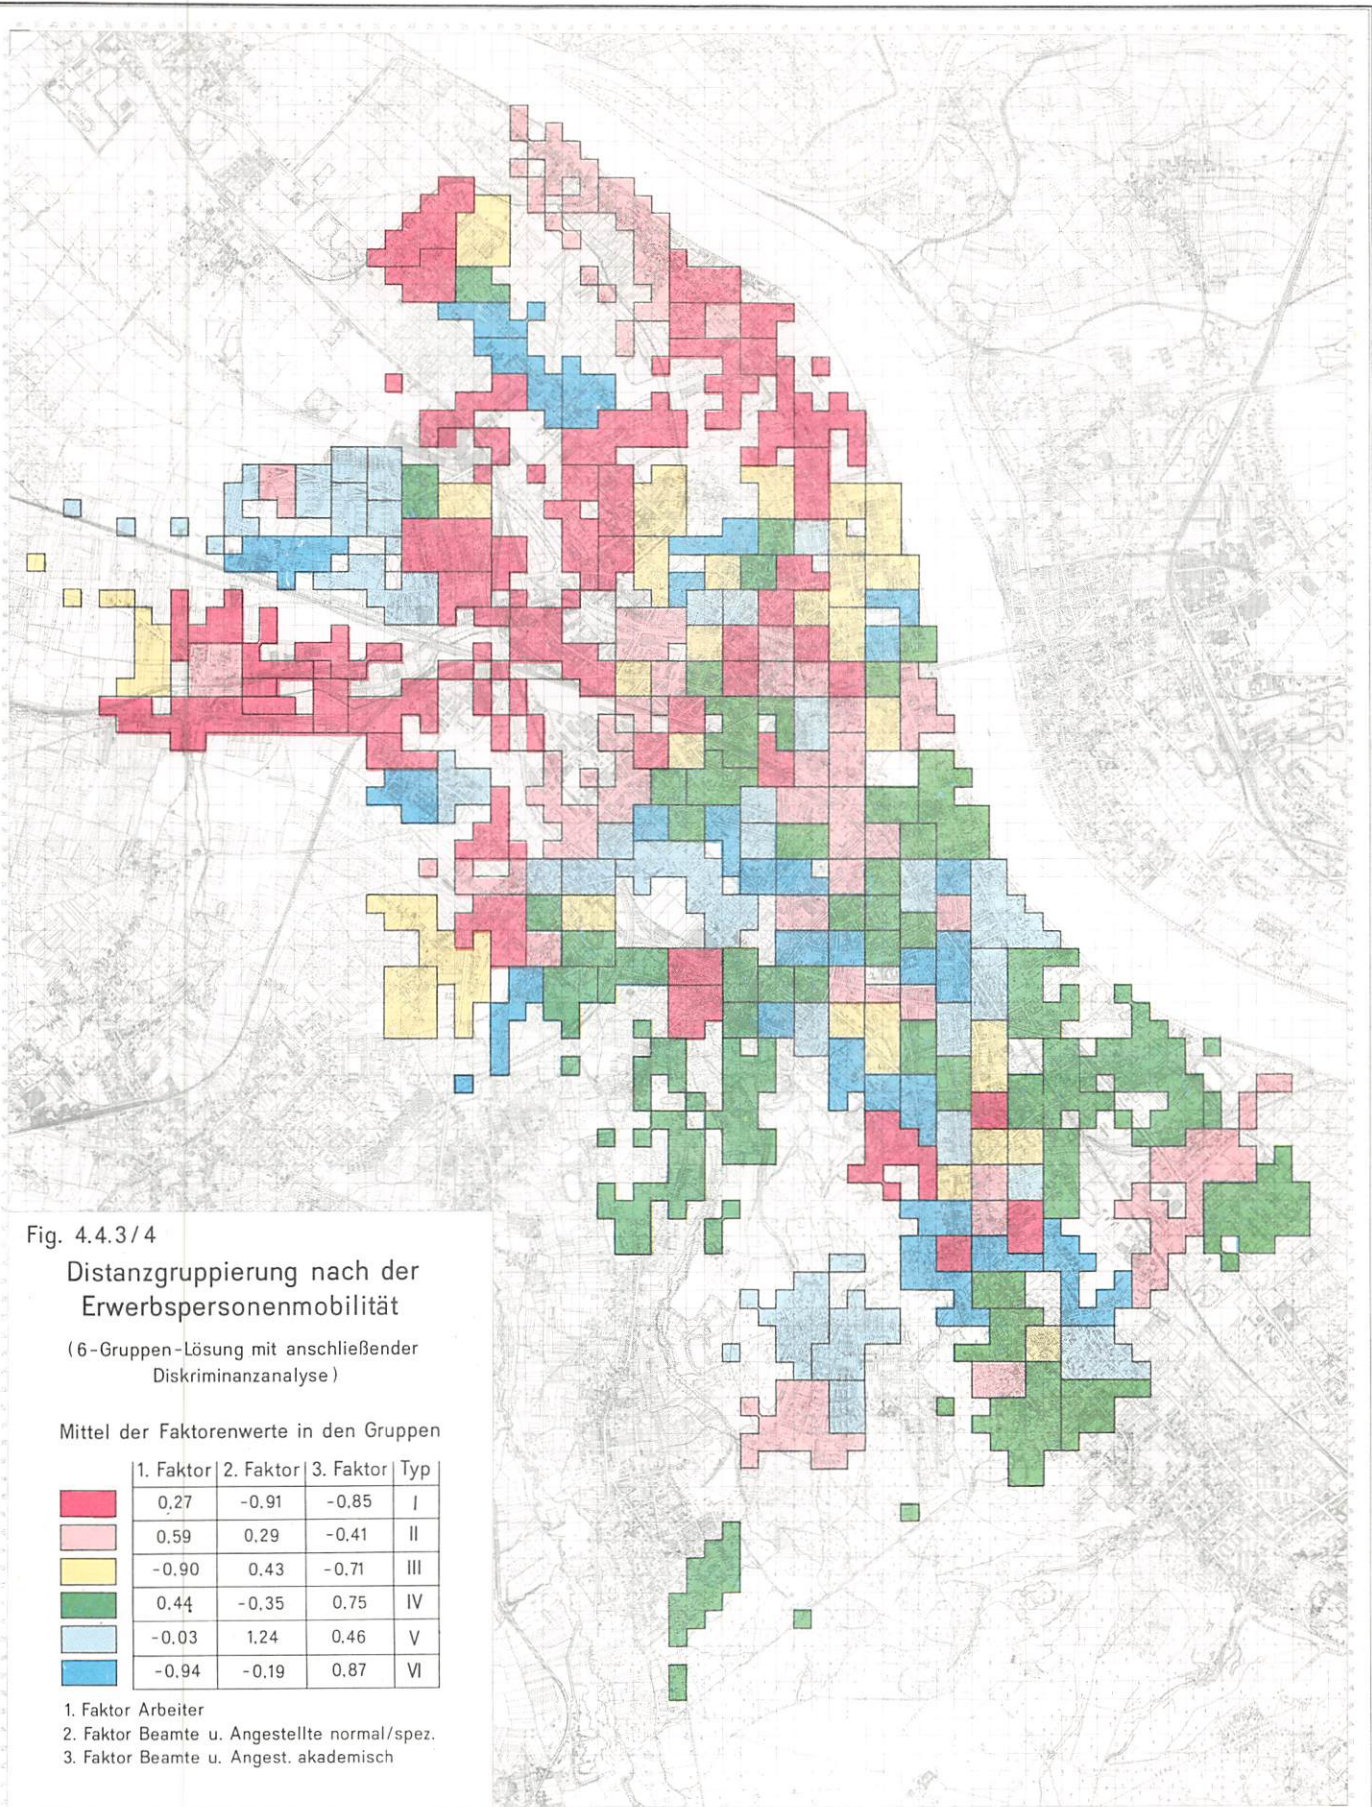 Fig. 4.4.3/4
Distanzgruppierung nach der
Erwerbspersonenmobilität
(6-Gruppen-Lösung mit anschließender
Diskriminanzanalyse)
Mittel der Faktorenwerte in den Gruppen
1. Faktor 2. Faktor 3. Faktor Typ
0,27 -0,91 -0,85 I
0,59 0,29 -0,41 II
-0,90 0,43 -0,71 III
0,44 -0,35 0,75 IV
-0,03 1,24 0,46 V
-0,94 -0,19 0,87 VI
1. Faktor Arbeiter
2. Faktor Beamte u. Angestellte normal/spez.
3. Faktor Beamte u. Angest. akademisch